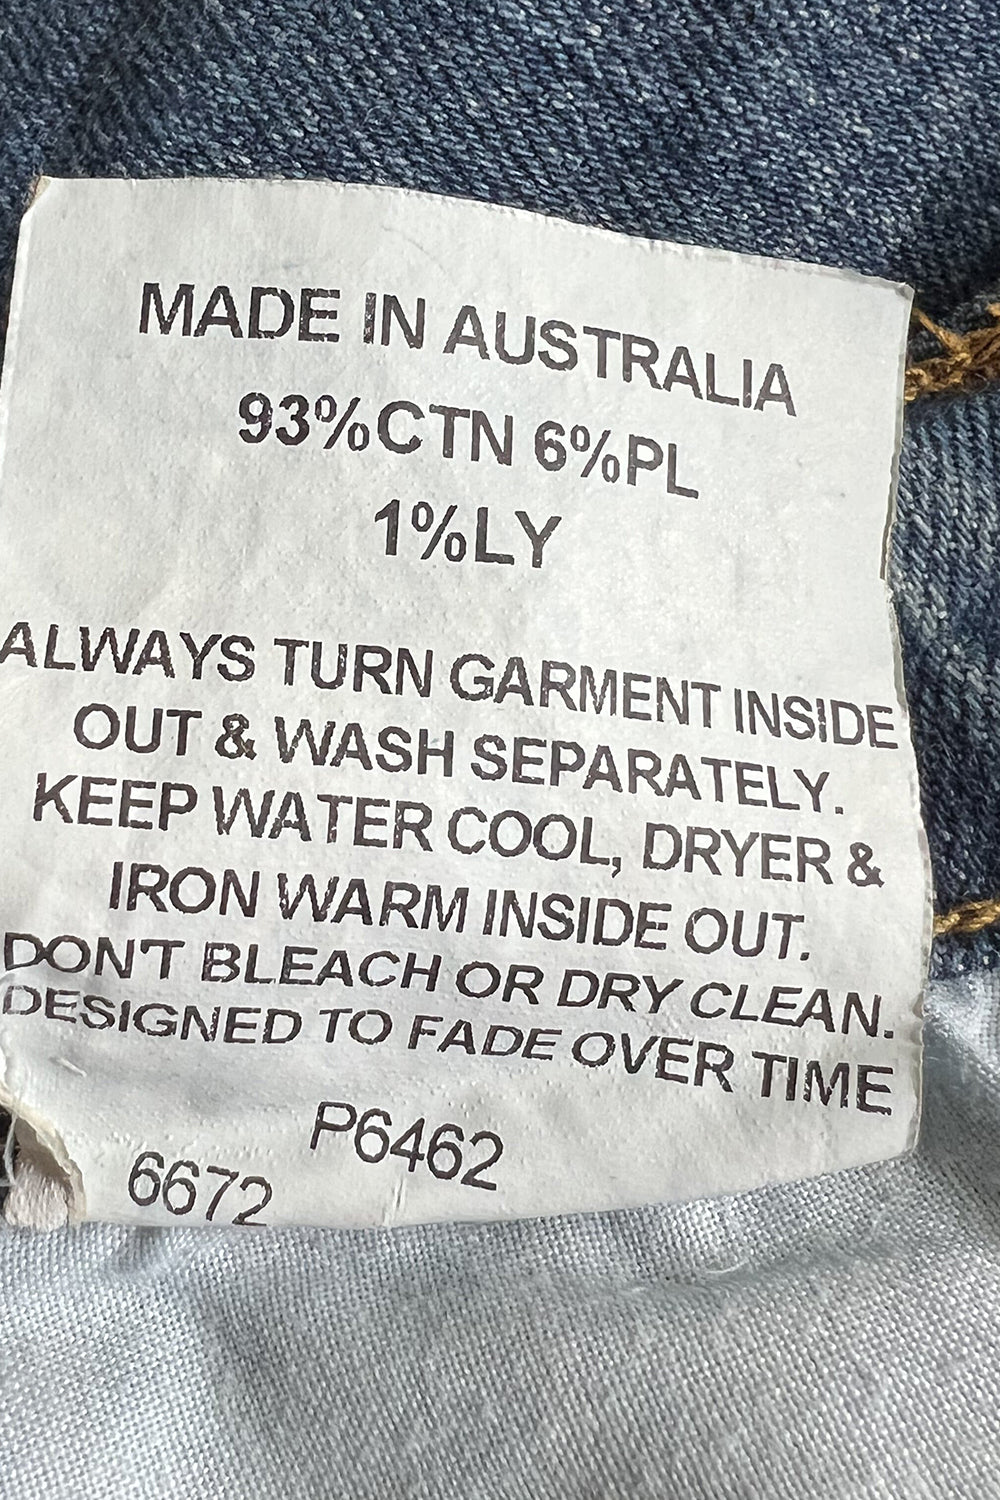 MADE IN AUSTRALIA
93%CTN 6%PL
1%LY
ALWAYS TURN GARMENT INSIDE
OUT & WASH SEPARATELY.
KEEP WATER COOL, DRYER &
IRON WARM INSIDE OUT.
DON'T BLEACH OR DRY CLEAN.
DESIGNED TO FADE OVER TIME
P6462
6672